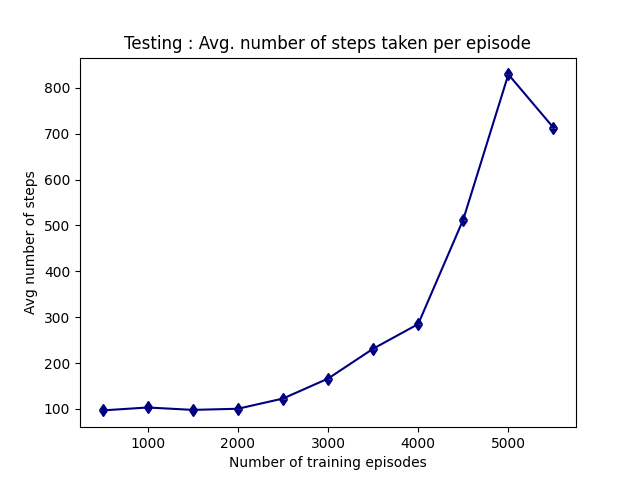 Testing : Avg. number of steps taken per episode
800
700
600
500
400
300
200
100
Avg number of steps
1000 2000 3000 4000 5000
Number of training episodes